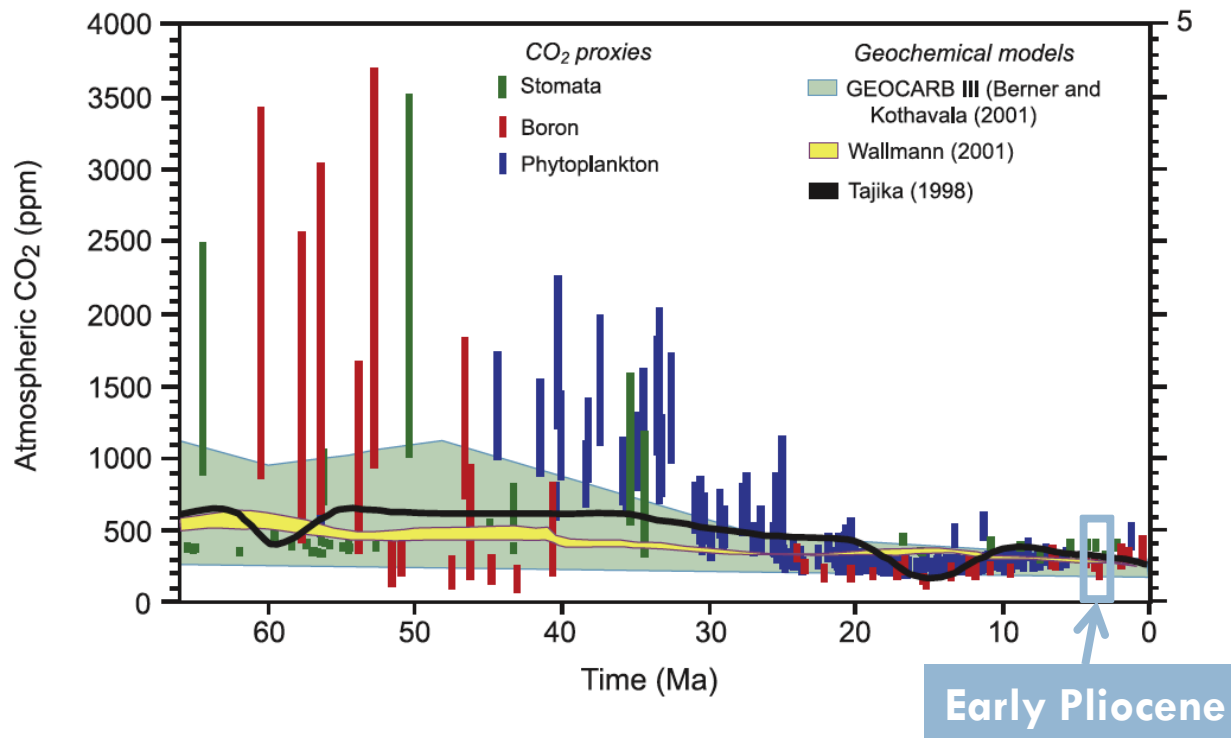 4000
3500
3000
2500
2000
1500
1000
500
0
5
Atmospheric CO₂ (ppm)
CO₂ proxies
Stomata
Boron
Phytoplankton
Geochemical models
GEOCARB III (Berner and
Kothavala (2001)
Wallmann (2001)
Tajika (1998)
60
50
40
30
20
10
0
Time (Ma)
Early Pliocene